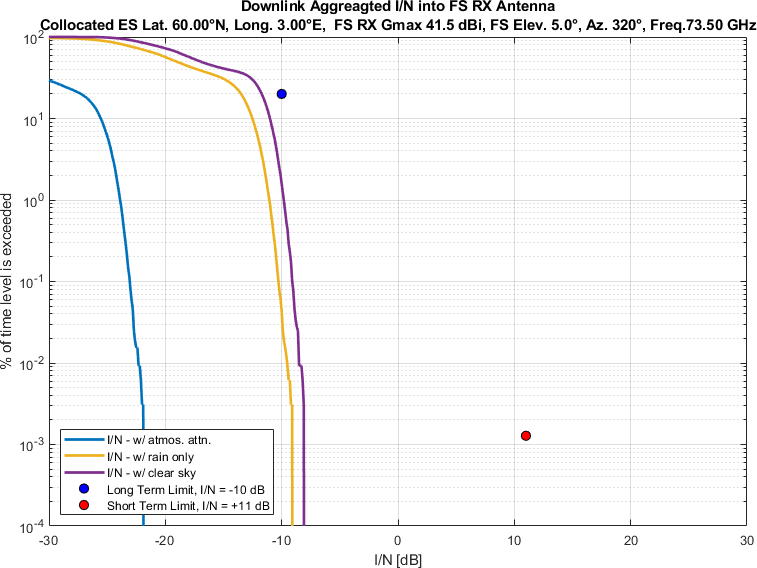 Downlink Aggreagted I/N into FS RX Antenna
Collocated ES Lat. 60.00°N, Long. 3.00°E,  FS RX Gmax 41.5 dBi, FS Elev. 5.0°, Az. 320°, Freq.73.50 GHz
10^2
10^1
10^0
10^-1
10^-2
10^-3
10^-4
% of time level is exceeded
I/N - w/ atmos. attn.
I/N - w/ rain only
I/N - w/ clear sky
Long Term Limit, I/N = -10 dB
Short Term Limit, I/N = +11 dB
-30 -20 -10 0 10 20 30
I/N [dB]